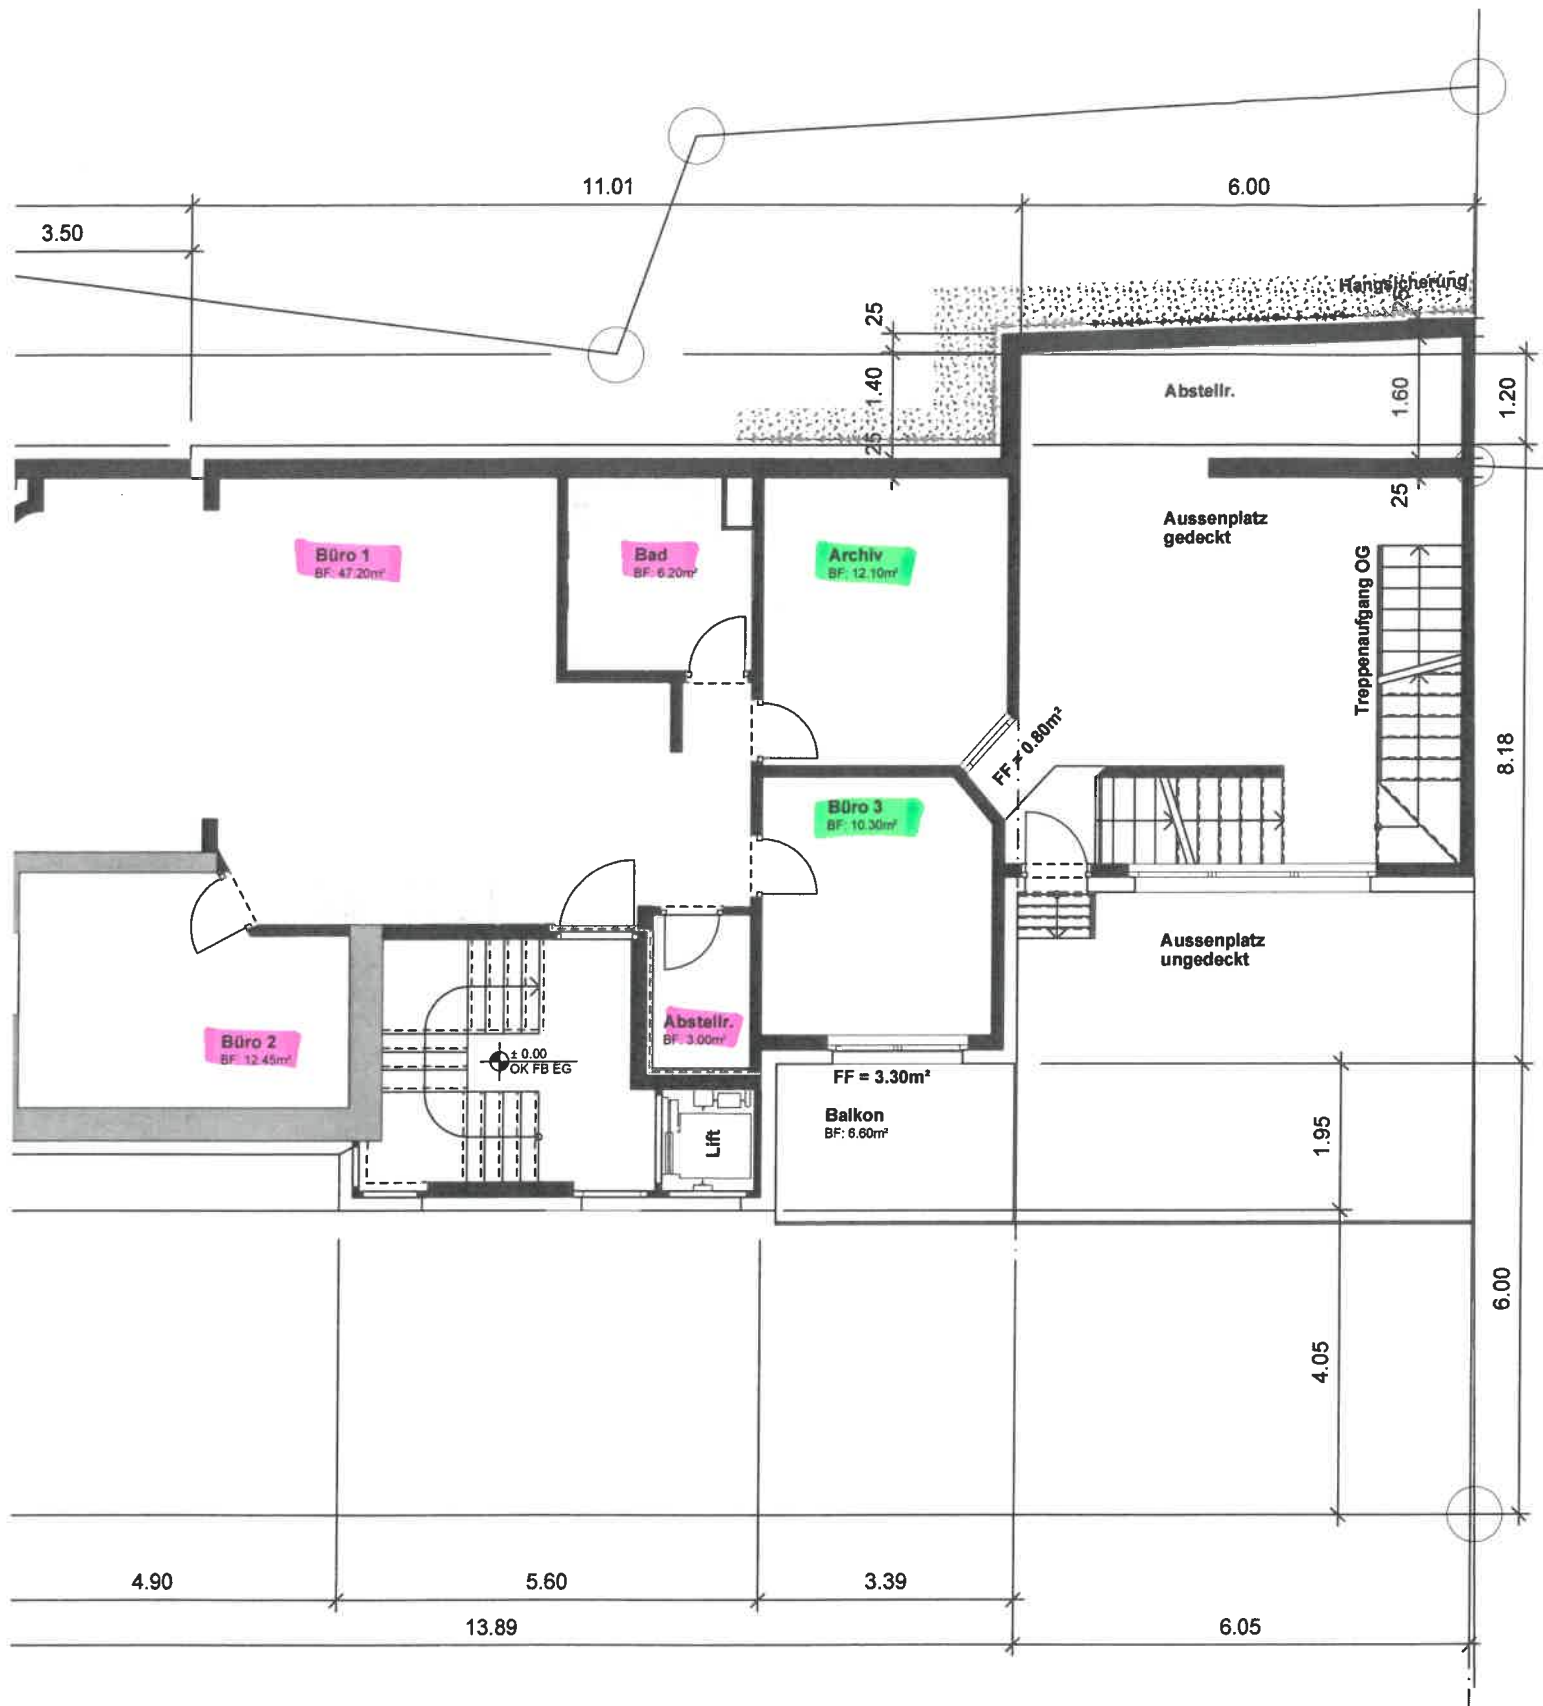 11.01
6.00
3.50
Hangsicherung
25
25
1.40
Abstellr.
1.60
1.20
25
25
Aussenplatz
gedeckt
Büro 1
BF: 47.20m²
Bad
BF: 6.20m²
Archiv
BF: 12.10m²
Treppenaufgang OG
FF = 0.80m²
8.18
Büro 3
BF: 10.30m²
Aussenplatz
ungedeckt
Büro 2
BF: 12.45m²
Abstellr.
BF: 3.00m²
± 0.00
OK FB EG
FF = 3.30m²
Balkon
BF: 6.60m²
Lift
1.95
6.00
4.05
4.90
5.60
3.39
13.89
6.05